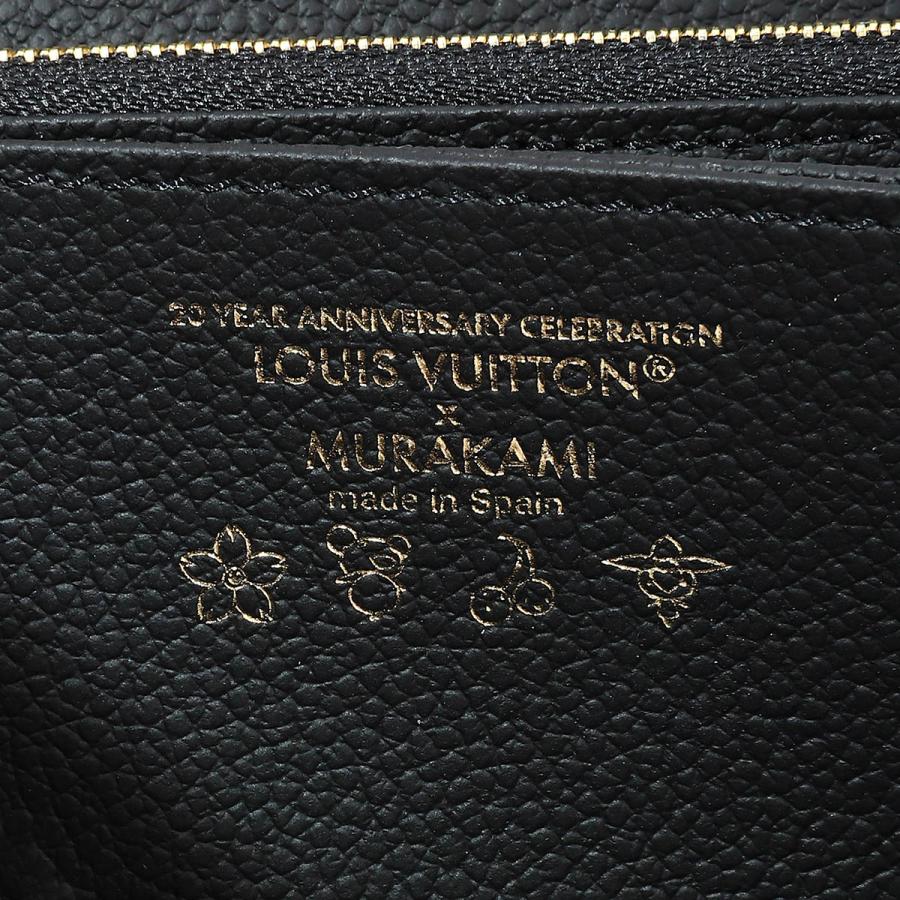 20 YEAR ANNIVERSARY CELEBRATION
LOUIS VUITTON®
x
MURAKAMI
made in Spain